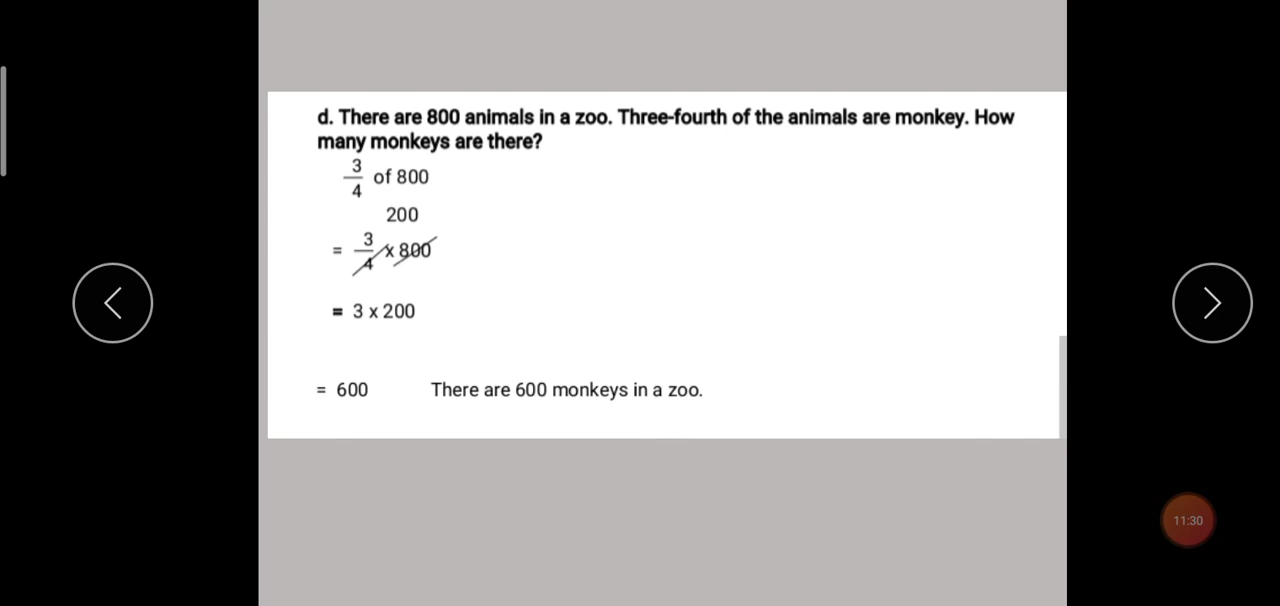 d. There are 800 animals in a zoo. Three-fourth of the animals are monkey. How
many monkeys are there?
3/4 of 800
200
= 3/4 x 800
= 3 x 200
= 600 There are 600 monkeys in a zoo.
11:30